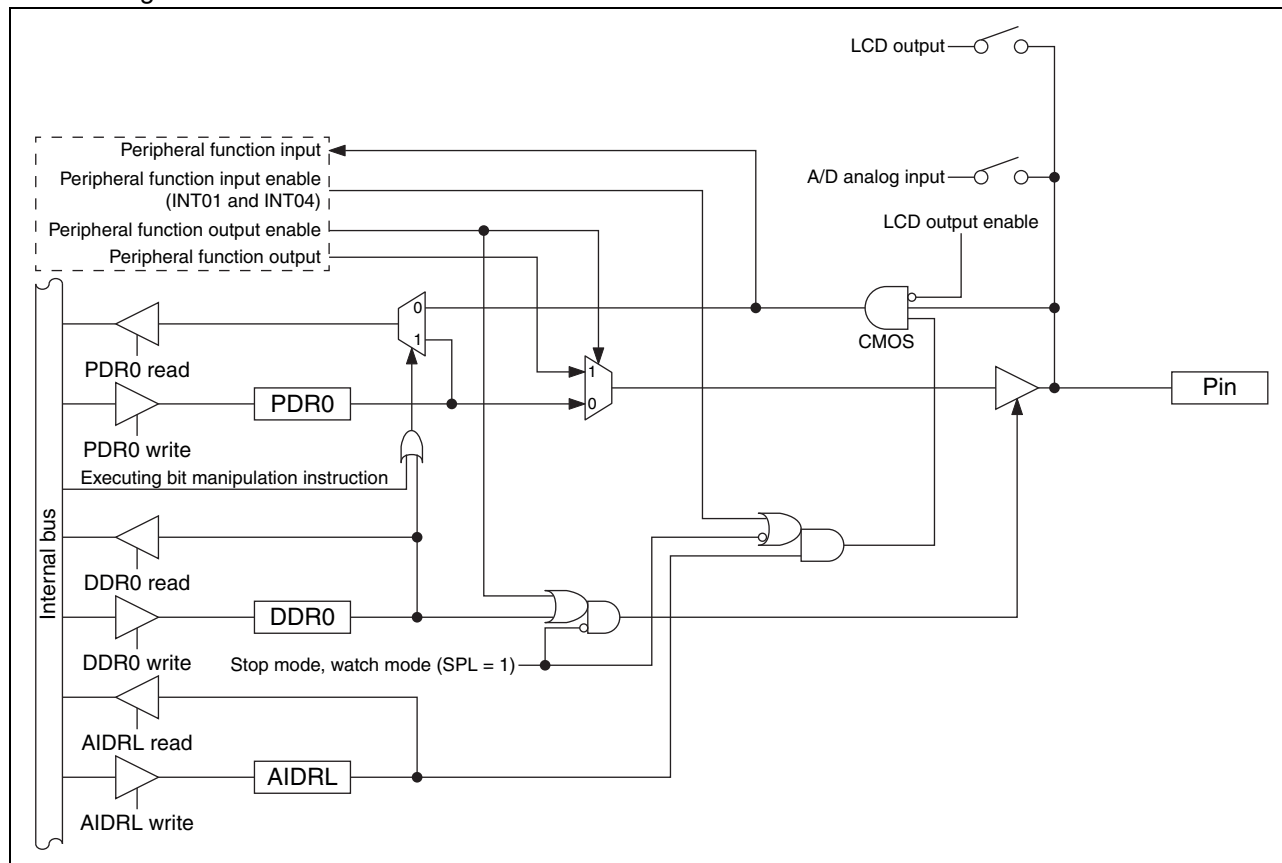 LCD output
Peripheral function input
Peripheral function input enable
(INT01 and INT04)
A/D analog input
Peripheral function output enable
LCD output enable
Peripheral function output
0
1
CMOS
PDR0 read
1
0
PDR0
Pin
PDR0 write
Executing bit manipulation instruction
Internal bus
DDR0 read
DDR0
DDR0 write
Stop mode, watch mode (SPL = 1)
AIDRL read
AIDRL
AIDRL write